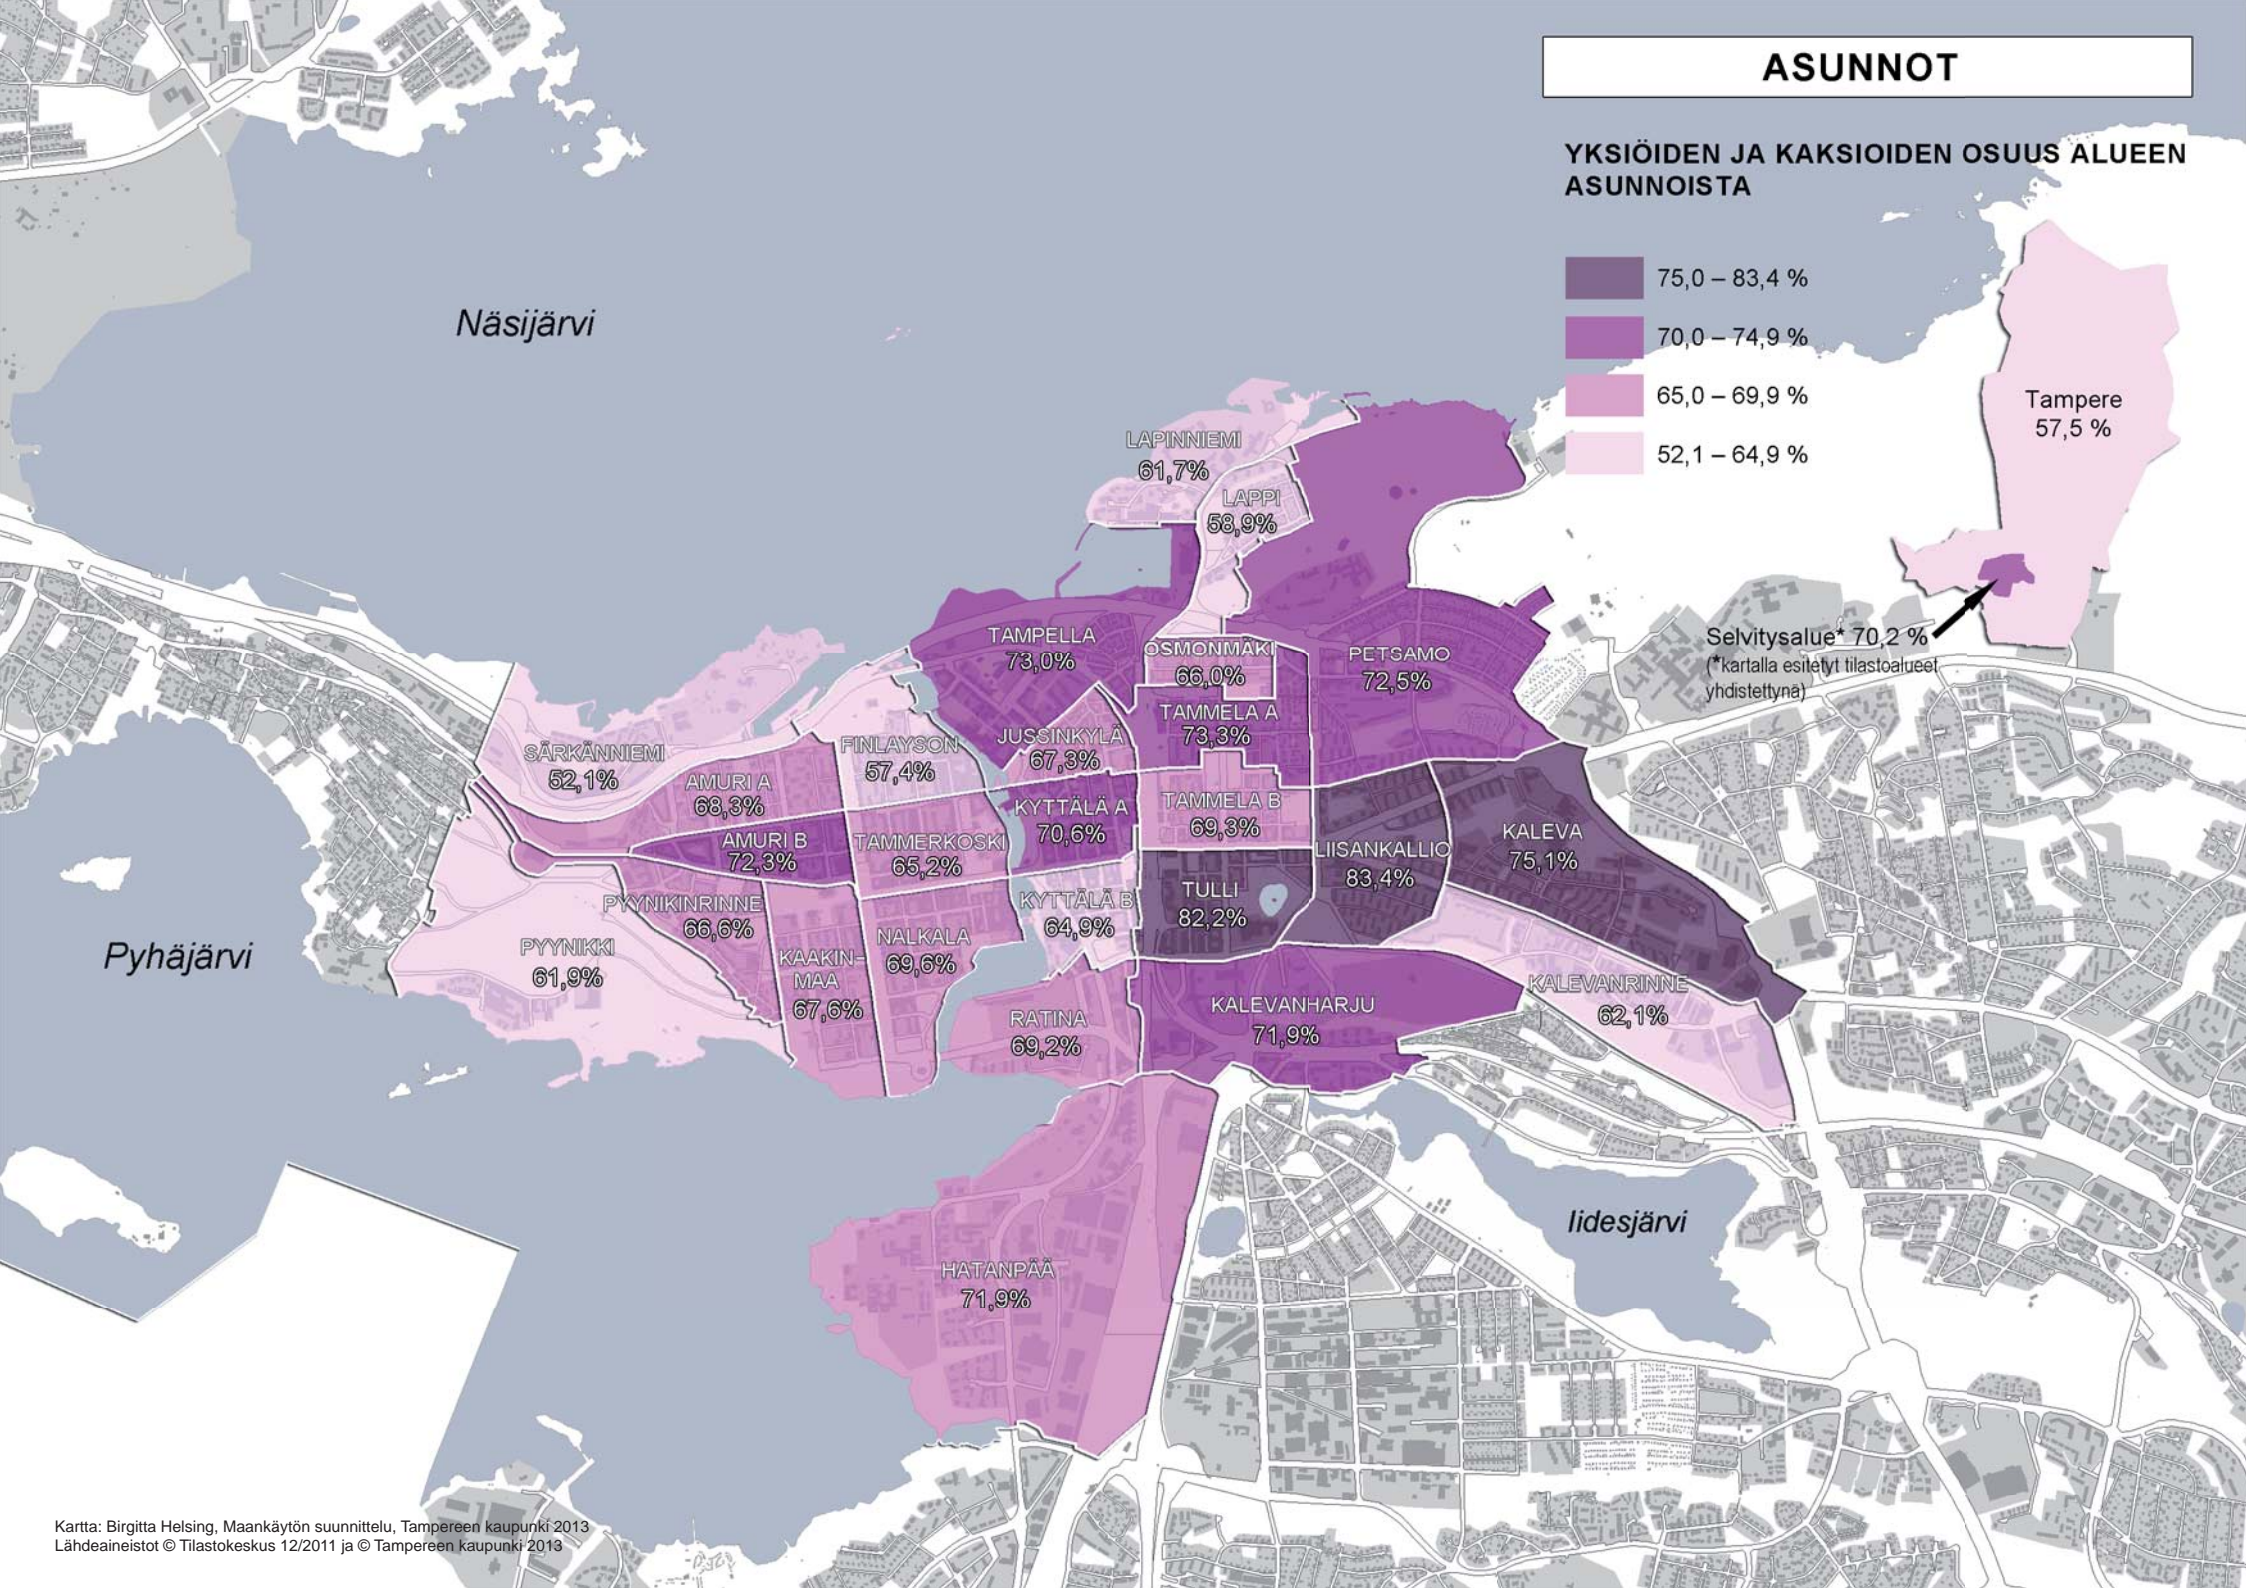 ASUNNOT
YKSIÖIDEN JA KAKSIOIDEN OSUUS ALUEEN
ASUNNOISTA
75,0 – 83,4 %
70,0 – 74,9 %
65,0 – 69,9 %
52,1 – 64,9 %
Tampere
57,5 %
Selvitysalue* 70,2 %
(*kartalla esitetyt tilastoalueet
yhdistettynä)
Näsijärvi
LAPINNIEMI
61,7%
LAPPI
58,9%
TAMPELLA
73,0%
OSMONMÄKI
66,0%
PETSAMO
72,5%
TAMMELA A
73,3%
JUSSINKYLÄ
67,3%
FINLAYSON
57,4%
SÄRKÄNNIEMI
52,1%
AMURI A
68,3%
KYTTÄLÄ A
70,6%
TAMMELA B
69,3%
AMURI B
72,3%
TAMMERKOSKI
65,2%
LIISANKALLIO
83,4%
KALEVA
75,1%
TULLI
82,2%
KYTTÄLÄ B
64,9%
PYYNIKINRINNE
66,6%
PYYNIKKI
61,9%
KAAKIN-
MAA
67,6%
NALKALA
69,6%
Pyhäjärvi
RATINA
69,2%
KALEVANHARJU
71,9%
KALEVANRINNE
62,1%
Iidesjärvi
HATANPÄÄ
71,9%
Kartta: Birgitta Helsing, Maankäytön suunnittelu, Tampereen kaupunki 2013
Lähdeaineistot © Tilastokeskus 12/2011 ja © Tampereen kaupunki 2013